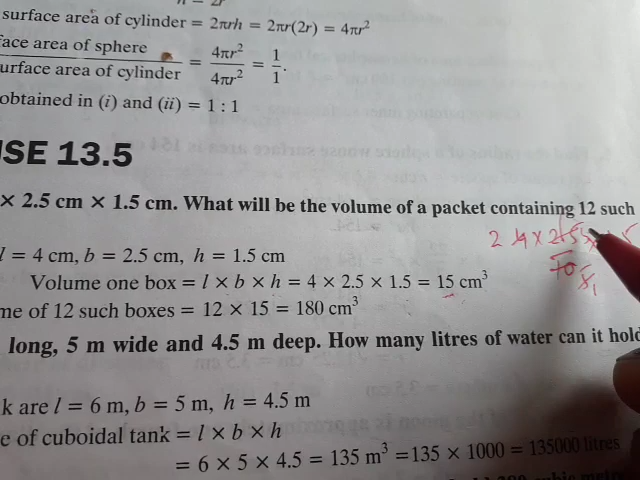 surface area of cylinder = 2πrh = 2πr(2r) = 4πr²
face area of sphere / urface area of cylinder = 4πr² / 4πr² = 1/1.
obtained in (i) and (ii) = 1 : 1
ISE 13.5
× 2.5 cm × 1.5 cm. What will be the volume of a packet containing 12 such
l = 4 cm, b = 2.5 cm, h = 1.5 cm
Volume one box = l × b × h = 4 × 2.5 × 1.5 = 15 cm³
me of 12 such boxes = 12 × 15 = 180 cm³
long, 5 m wide and 4.5 m deep. How many litres of water can it hold
k are l = 6 m, b = 5 m, h = 4.5 m
e of cuboidal tank = l × b × h
= 6 × 5 × 4.5 = 135 m³ =135 × 1000 = 135000 litres